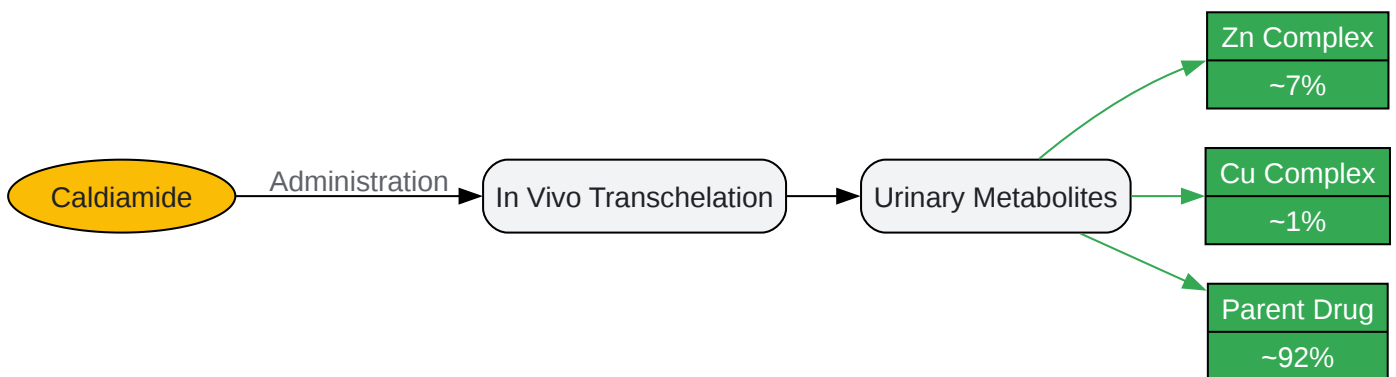 Caldiamide
Administration
In Vivo Transchelation
Urinary Metabolites
Zn Complex
~7%
Cu Complex
~1%
Parent Drug
~92%